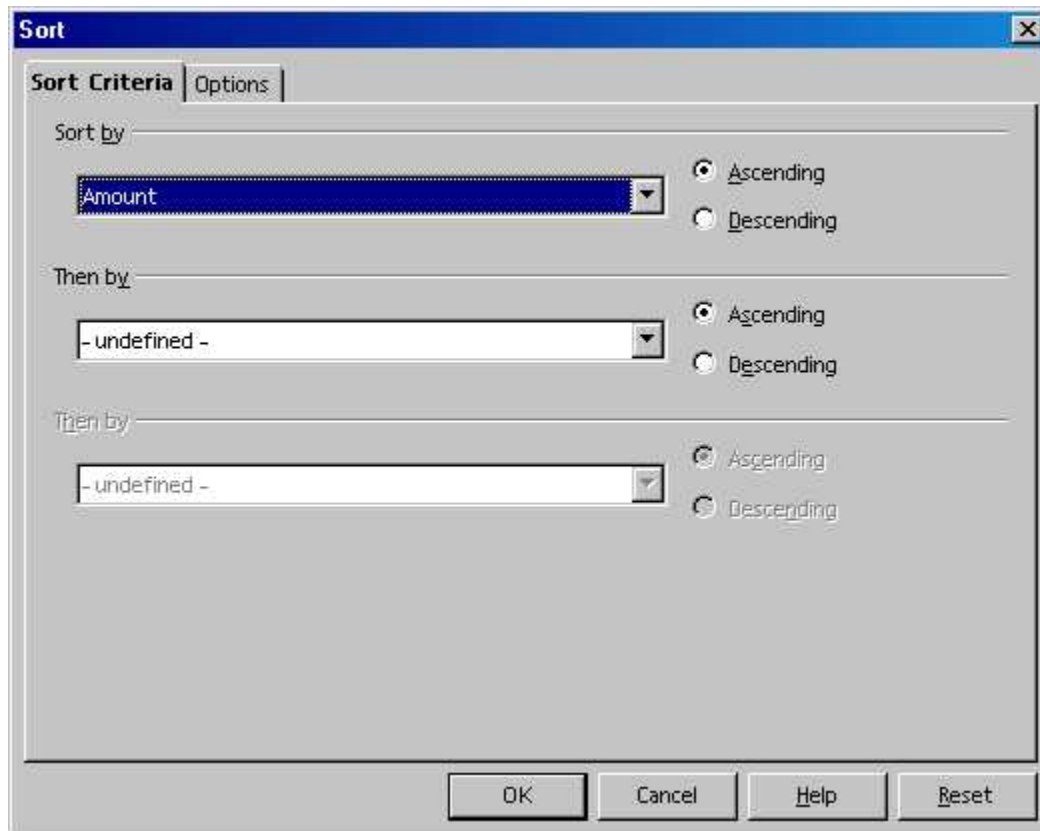 Sort
Sort Criteria Options
Sort by
Amount
Ascending
Descending
Then by
- undefined -
Ascending
Descending
Then by
- undefined -
Ascending
Descending
OK Cancel Help Reset